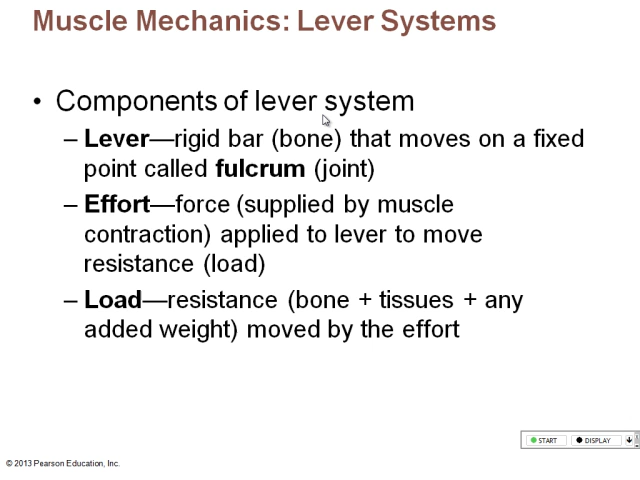 Muscle Mechanics: Lever Systems
• Components of lever system
– Lever—rigid bar (bone) that moves on a fixed
point called fulcrum (joint)
– Effort—force (supplied by muscle
contraction) applied to lever to move
resistance (load)
– Load—resistance (bone + tissues + any
added weight) moved by the effort
START DISPLAY
© 2013 Pearson Education, Inc.